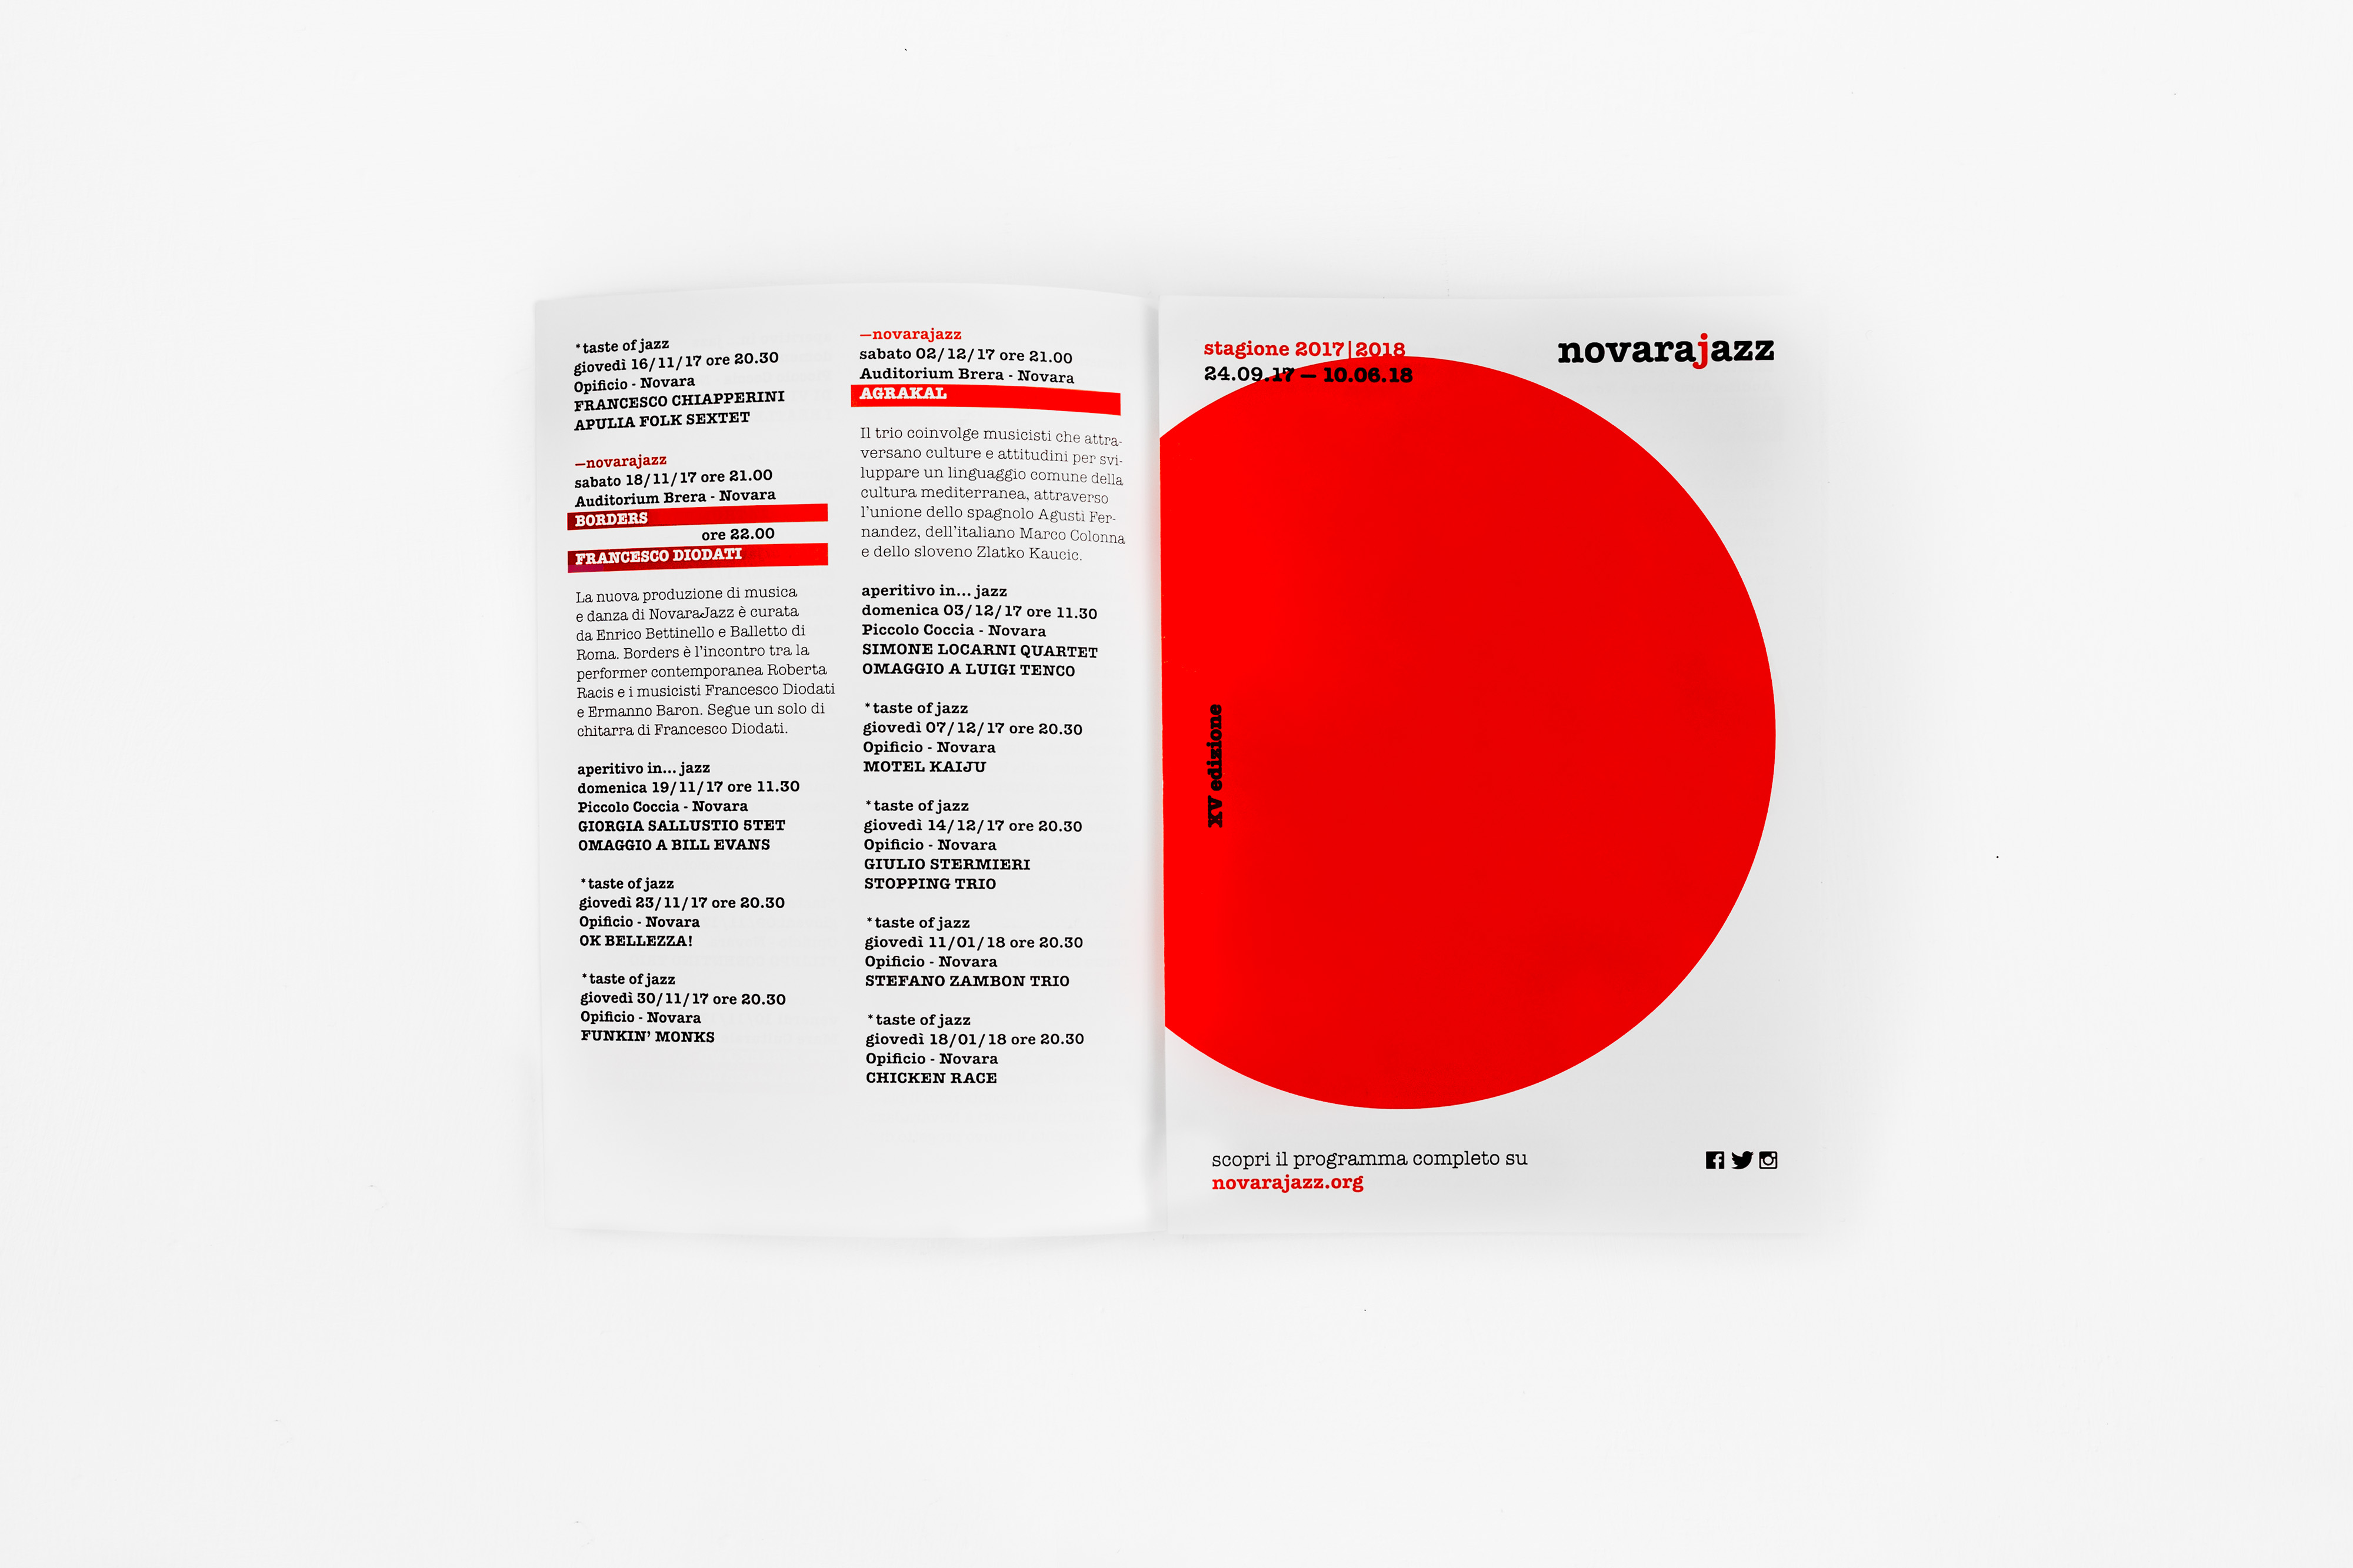 *taste of jazz
giovedì 16/11/17 ore 20.30
Opificio - Novara
FRANCESCO CHIAPPERINI
APULIA FOLK SEXTET
—novarajazz
sabato 18/11/17 ore 21.00
Auditorium Brera - Novara
BORDERS
ore 22.00
FRANCESCO DIODATI
La nuova produzione di musica
e danza di NovaraJazz è curata
da Enrico Bettinello e Balletto di
Roma. Borders è l'incontro tra la
performer contemporanea Roberta
Racis e i musicisti Francesco Diodati
e Ermanno Baron. Segue un solo di
chitarra di Francesco Diodati.
aperitivo in... jazz
domenica 19/11/17 ore 11.30
Piccolo Coccia - Novara
GIORGIA SALLUSTIO 5TET
OMAGGIO A BILL EVANS
*taste of jazz
giovedì 23/11/17 ore 20.30
Opificio - Novara
OK BELLEZZA!
*taste of jazz
giovedì 30/11/17 ore 20.30
Opificio - Novara
FUNKIN' MONKS
—novarajazz
sabato 02/12/17 ore 21.00
Auditorium Brera - Novara
AGRAKAL
Il trio coinvolge musicisti che attra-
versano culture e attitudini per svi-
luppare un linguaggio comune della
cultura mediterranea, attraverso
l'unione dello spagnolo Agustì Fer-
nandez, dell'italiano Marco Colonna
e dello sloveno Zlatko Kaucic.
aperitivo in... jazz
domenica 03/12/17 ore 11.30
Piccolo Coccia - Novara
SIMONE LOCARNI QUARTET
OMAGGIO A LUIGI TENCO
*taste of jazz
giovedì 07/12/17 ore 20.30
Opificio - Novara
MOTEL KAIJU
*taste of jazz
giovedì 14/12/17 ore 20.30
Opificio - Novara
GIULIO STERMIERI
STOPPING TRIO
*taste of jazz
giovedì 11/01/18 ore 20.30
Opificio - Novara
STEFANO ZAMBON TRIO
*taste of jazz
giovedì 18/01/18 ore 20.30
Opificio - Novara
CHICKEN RACE
stagione 2017|2018
24.09.17 — 10.06.18
novarajazz
XV edizione
scopri il programma completo su
novarajazz.org